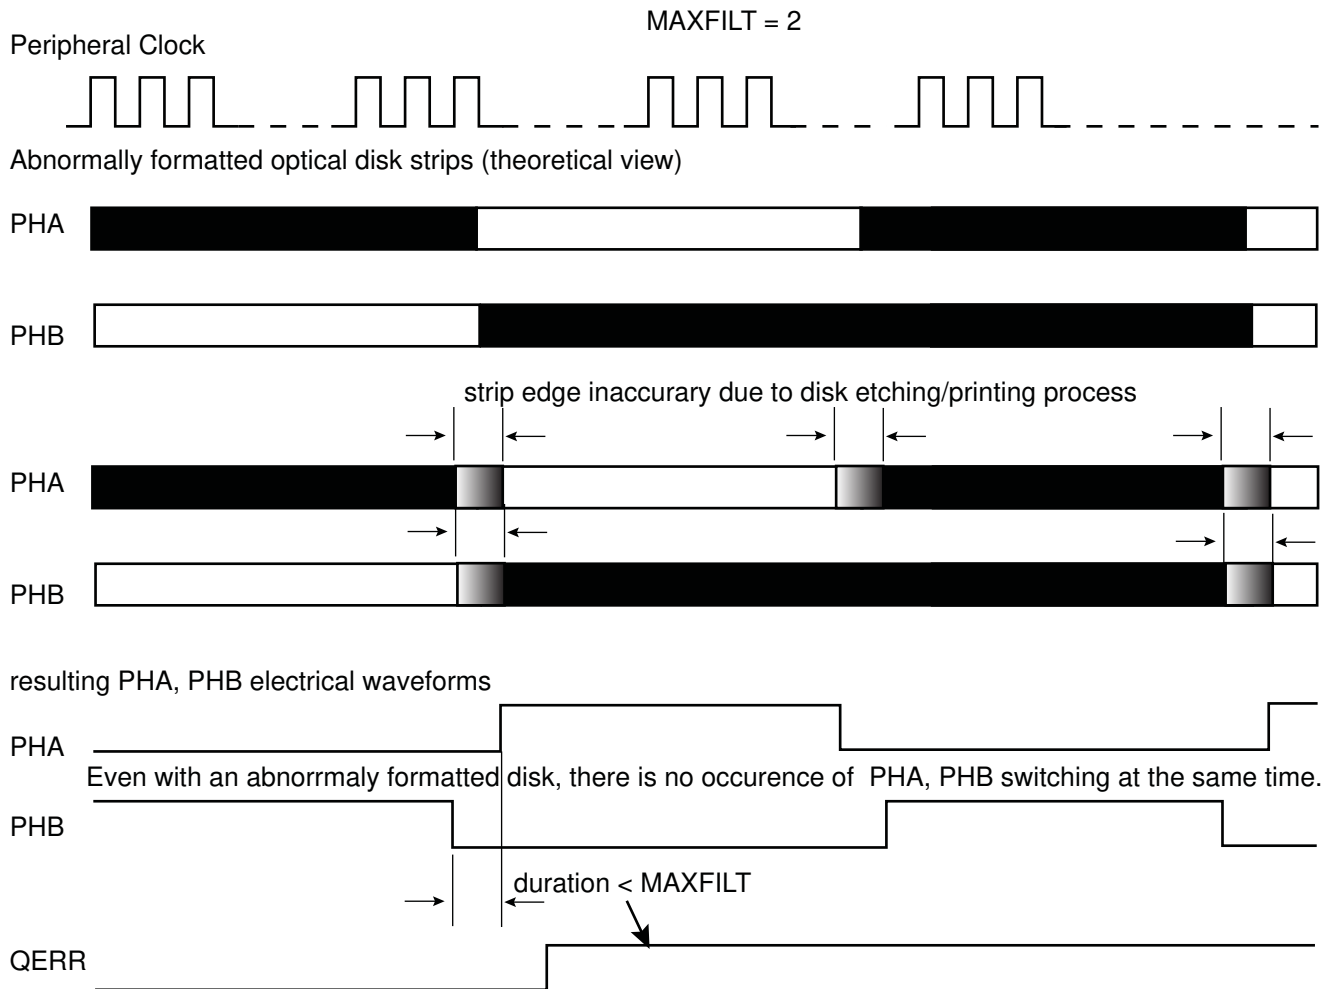 MAXFILT = 2
Peripheral Clock
Abnormally formatted optical disk strips (theoretical view)
PHA
PHB
strip edge inaccurary due to disk etching/printing process
PHA
PHB
resulting PHA, PHB electrical waveforms
PHA
Even with an abnorrmaly formatted disk, there is no occurence of PHA, PHB switching at the same time.
PHB
duration < MAXFILT
QERR